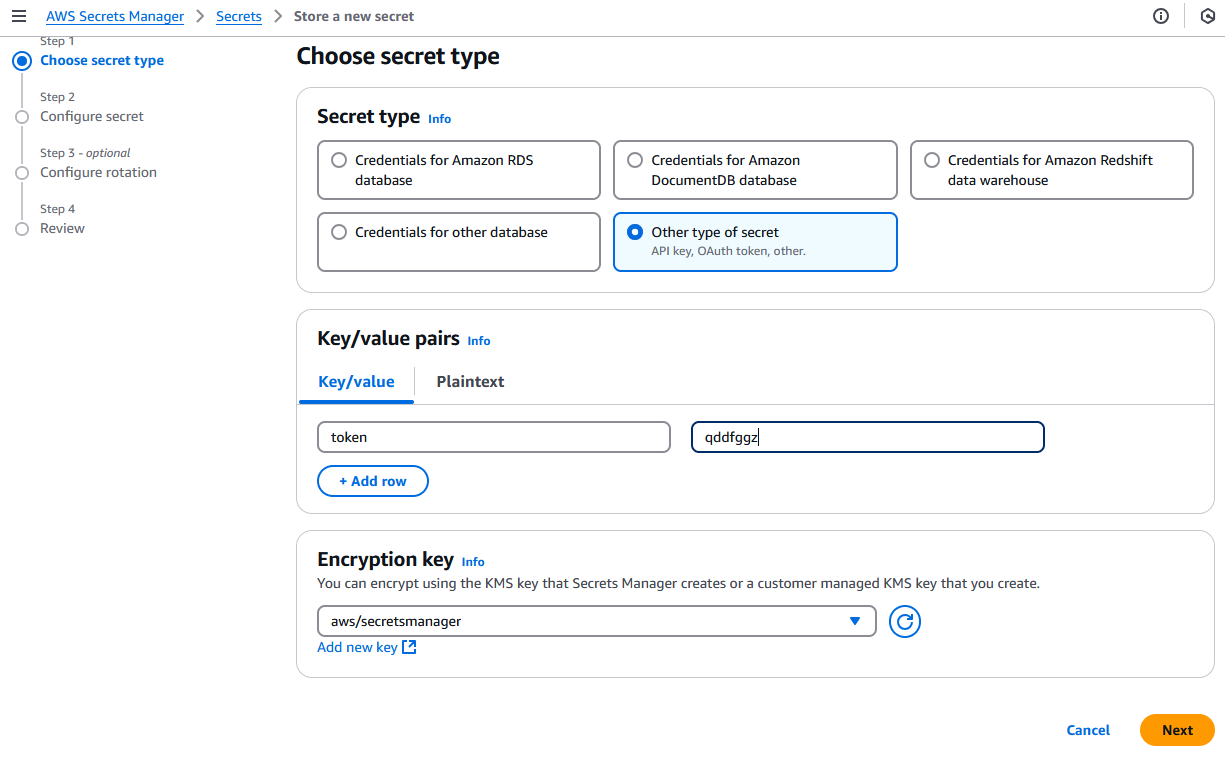 AWS Secrets Manager > Secrets > Store a new secret
Step 1
Choose secret type
Step 2
Configure secret
Step 3 - optional
Configure rotation
Step 4
Review
Choose secret type
Secret type Info
Credentials for Amazon RDS
database
Credentials for Amazon
DocumentDB database
Credentials for Amazon Redshift
data warehouse
Credentials for other database
Other type of secret
API key, OAuth token, other.
Key/value pairs Info
Key/value Plaintext
token qddfggz
+ Add row
Encryption key Info
You can encrypt using the KMS key that Secrets Manager creates or a customer managed KMS key that you create.
aws/secretsmanager
Add new key
Cancel Next